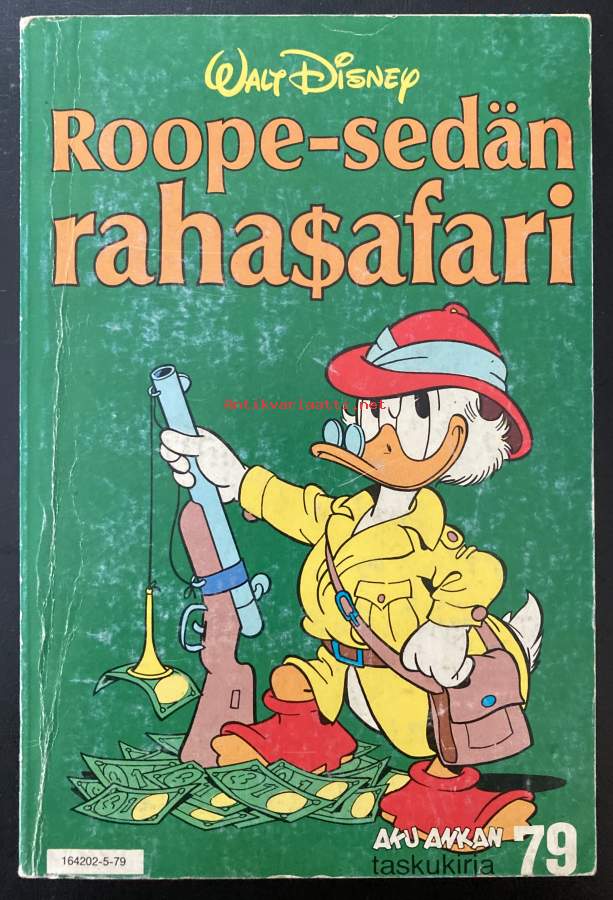 Walt Disney
Roope-sedän
raha$afari
Antikvariaatti.net
164202-5-79
AKU ANKAN
taskukirja
79